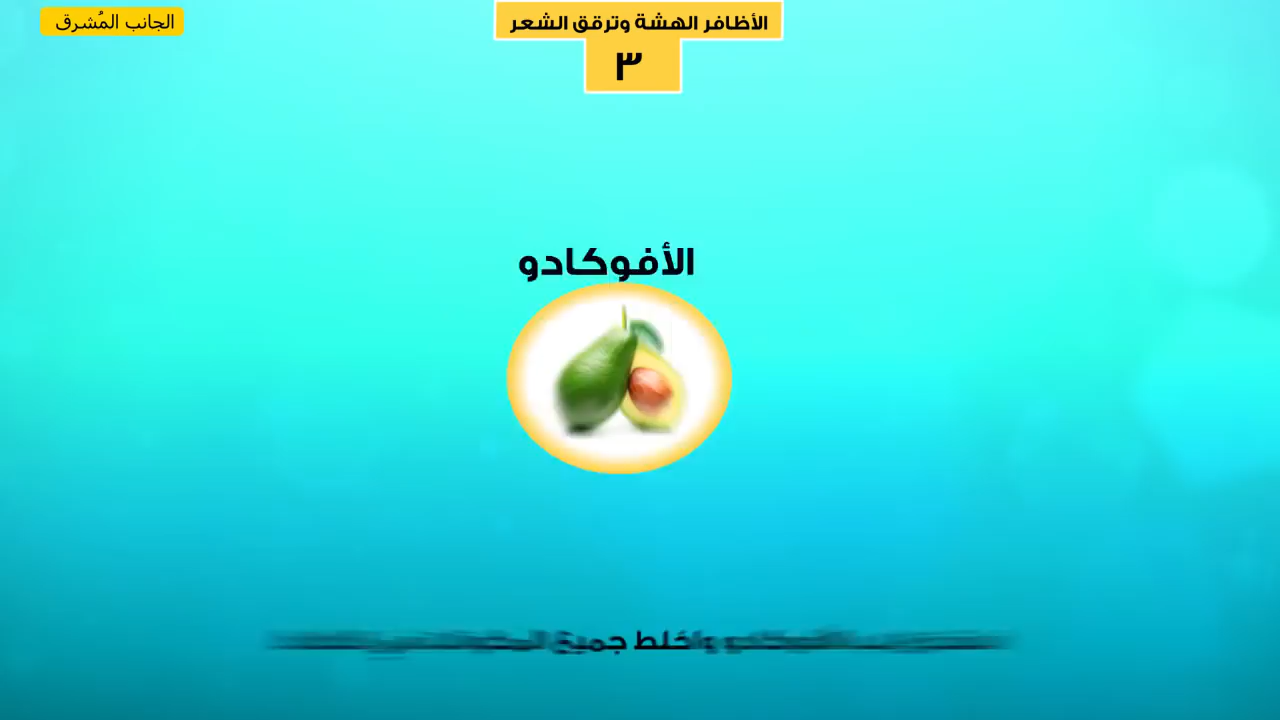 الجانب المُشرق
الأظافر الهشة وترقق الشعر
٣
الأفوكادو
واخلط جميع